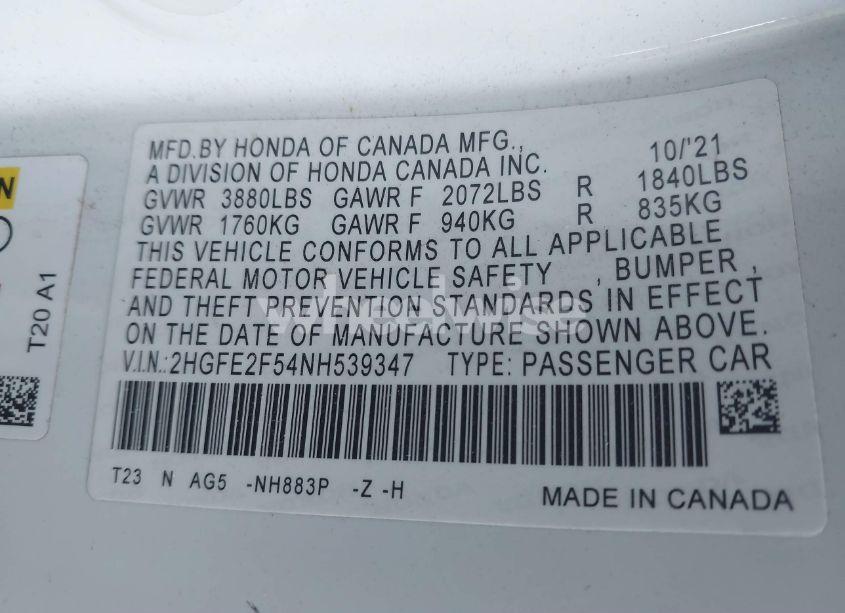 MFD.BY HONDA OF CANADA MFG., 10/'21
A DIVISION OF HONDA CANADA INC.
GVWR 3880LBS GAWR F 2072LBS R 1840LBS
GVWR 1760KG GAWR F 940KG R 835KG
THIS VEHICLE CONFORMS TO ALL APPLICABLE
FEDERAL MOTOR VEHICLE SAFETY , BUMPER ,
AND THEFT PREVENTION STANDARDS IN EFFECT
ON THE DATE OF MANUFACTURE SHOWN ABOVE.
V.I.N.:2HGFE2F54NH539347 TYPE: PASSENGER CAR
T23 N AG5 -NH883P -Z -H
MADE IN CANADA
T20 A1
N